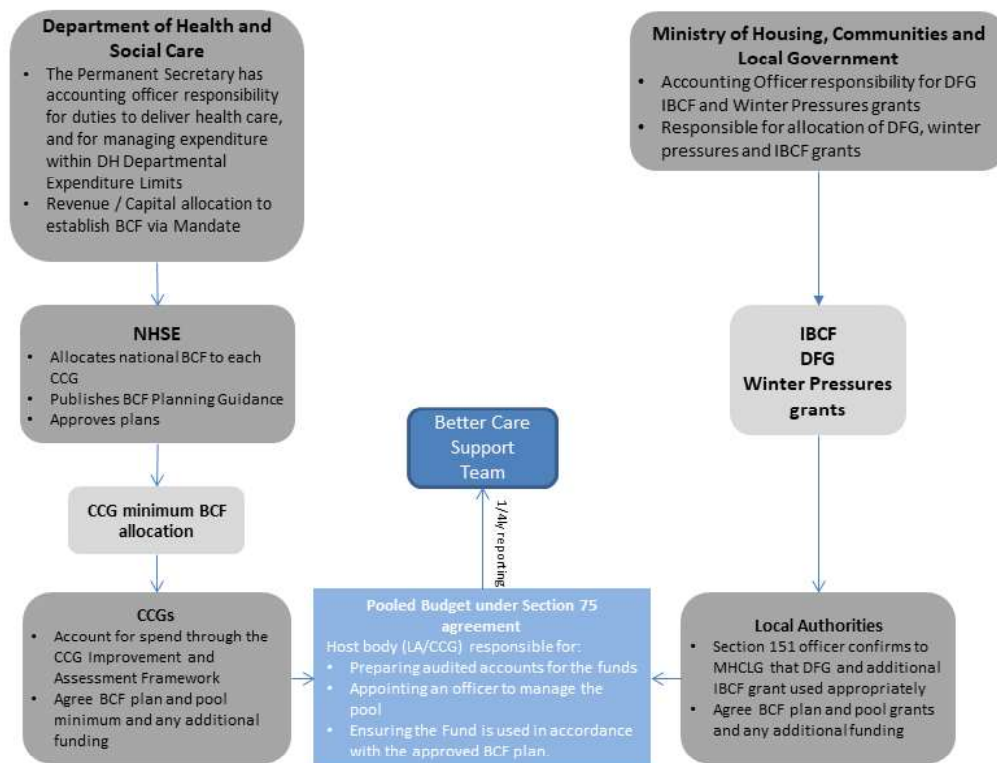 Department of Health and
Social Care
• The Permanent Secretary has
accounting officer responsibility
for duties to deliver health care,
and for managing expenditure
within DH Departmental
Expenditure Limits
• Revenue / Capital allocation to
establish BCF via Mandate
Ministry of Housing, Communities and
Local Government
• Accounting Officer responsibility for DFG
IBCF and Winter Pressures grants
• Responsible for allocation of DFG, winter
pressures and IBCF grants
NHSE
• Allocates national BCF to each
CCG
• Publishes BCF Planning Guidance
• Approves plans
IBCF
DFG
Winter Pressures
grants
Better Care
Support
Team
CCG minimum BCF
allocation
1/4ly reporting
CCGs
• Account for spend through the
CCG Improvement and
Assessment Framework
• Agree BCF plan and pool
minimum and any additional
funding
Pooled Budget under Section 75
agreement
Host body (LA/CCG) responsible for:
• Preparing audited accounts for the funds
• Appointing an officer to manage the
pool
• Ensuring the Fund is used in accordance
with the approved BCF plan.
Local Authorities
• Section 151 officer confirms to
MHCLG that DFG and additional
IBCF grant used appropriately
• Agree BCF plan and pool grants
and any additional funding